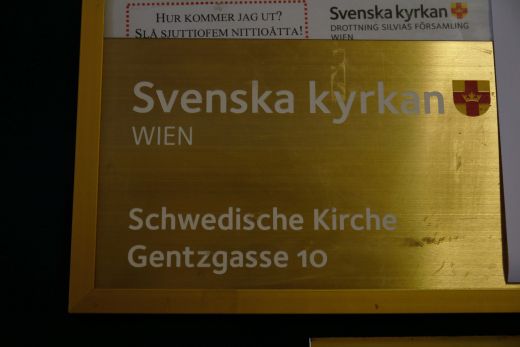 HUR KOMMER JAG UT?
SLÅ SJUTTIOFEM NITTIOÅTTA!
Svenska kyrkan
DROTTNING SILVIAS FÖRSAMLING
WIEN
Svenska kyrkan
WIEN
Schwedische Kirche
Gentzgasse 10